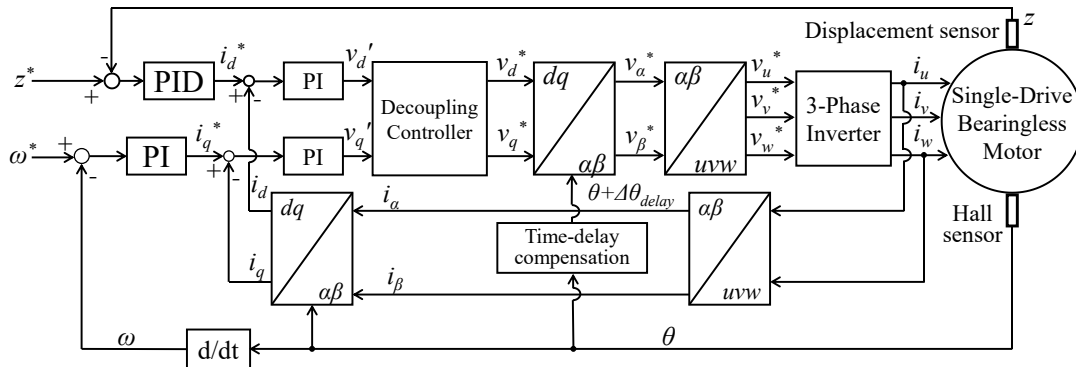 z
Displacement sensor
-
z*
+
PID
i_d*
+
-
PI
v_d′
Decoupling
Controller
v_d*
v_q*
dq
αβ
v_α*
v_β*
αβ
uvw
v_u*
v_v*
v_w*
3-Phase
Inverter
i_u
i_v
i_w
Single-Drive
Bearingless
Motor
ω*
+
-
PI
i_q*
+
-
PI
v_q′
i_d
i_q
dq
αβ
i_α
i_β
θ+Δθ_delay
Time-delay
compensation
αβ
uvw
Hall
sensor
ω
d/dt
θ